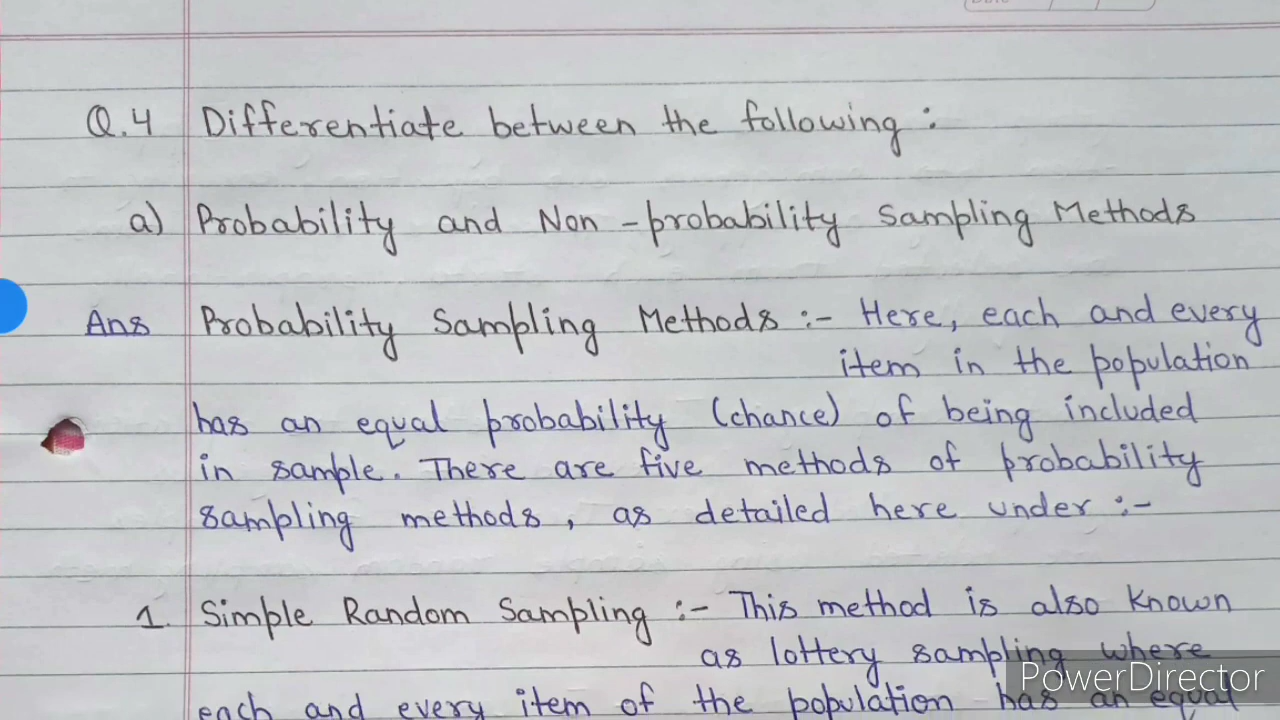 Q.4 Differentiate between the following :
a) Probability and Non-probability Sampling Methods
Ans Probability Sampling Methods :- Here, each and every
item in the population
has an equal probability (chance) of being included
in sample. There are five methods of probability
sampling methods, as detailed here under :-
1. Simple Random Sampling :- This method is also known
as lottery sampling where
each and every item of the population has an equal
PowerDirector